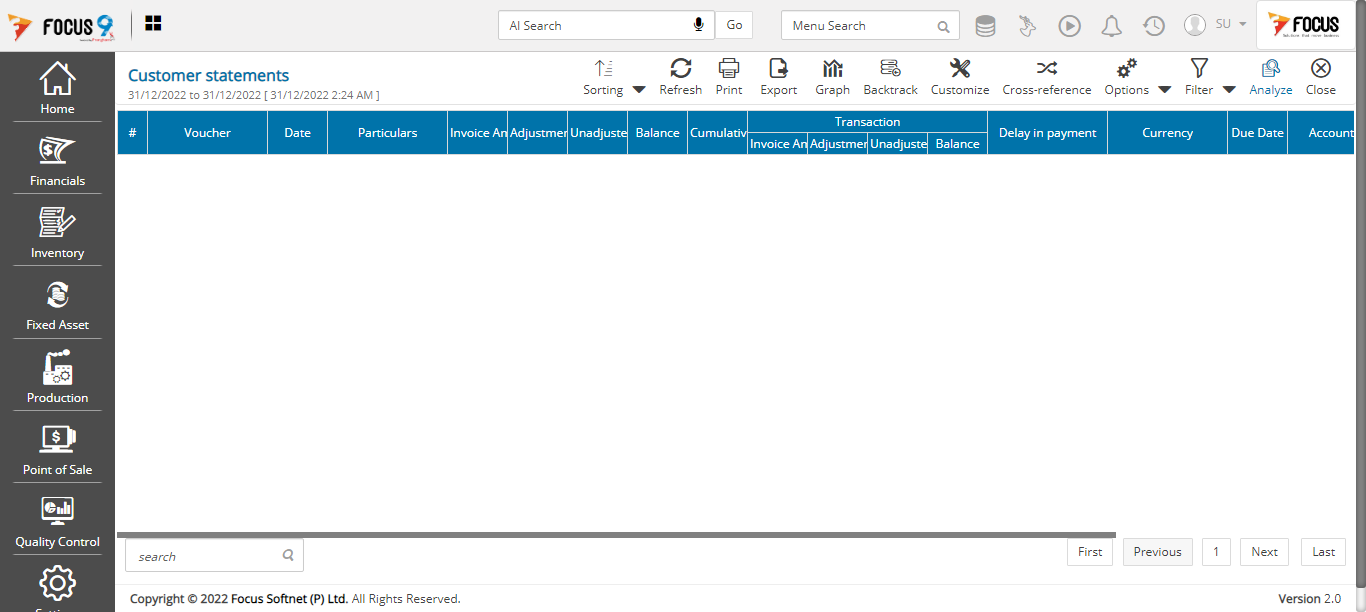 FOCUS 9
AI Search
Go
Menu Search
SU
FOCUS
Home
Financials
Inventory
Fixed Asset
Production
Point of Sale
Quality Control
Customer statements
31/12/2022 to 31/12/2022 [ 31/12/2022 2:24 AM ]
Sorting
Refresh
Print
Export
Graph
Backtrack
Customize
Cross-reference
Options
Filter
Analyze
Close
#
Voucher
Date
Particulars
Invoice An
Adjustmer
Unadjuste
Balance
Cumulativ
Transaction
Invoice An
Adjustmer
Unadjuste
Balance
Delay in payment
Currency
Due Date
Account
search
First
Previous
1
Next
Last
Copyright © 2022 Focus Softnet (P) Ltd. All Rights Reserved.
Version 2.0